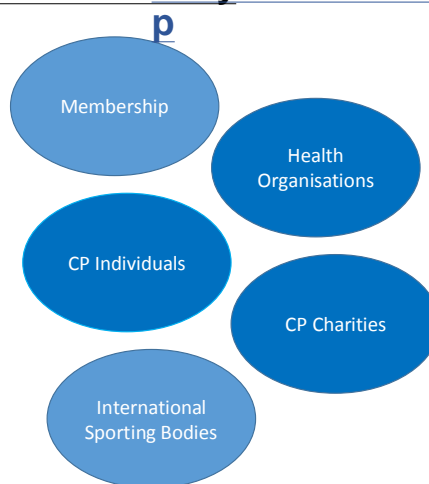 p
Membership
Health
Organisations
CP Individuals
CP Charities
International
Sporting Bodies